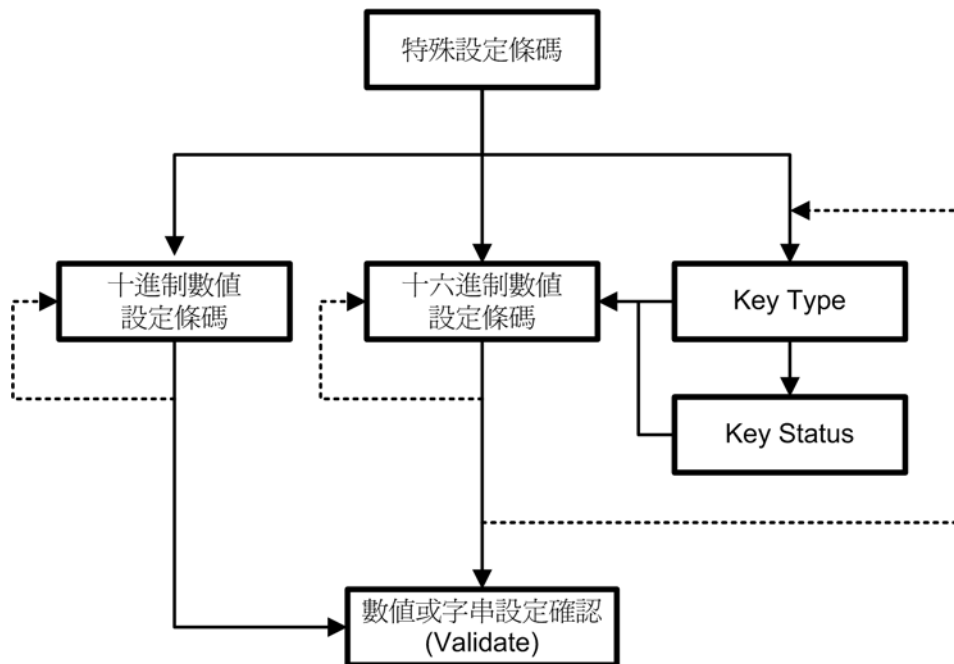 特殊設定條碼
十進制數值
設定條碼
十六進制數值
設定條碼
Key Type
Key Status
數值或字串設定確認
(Validate)